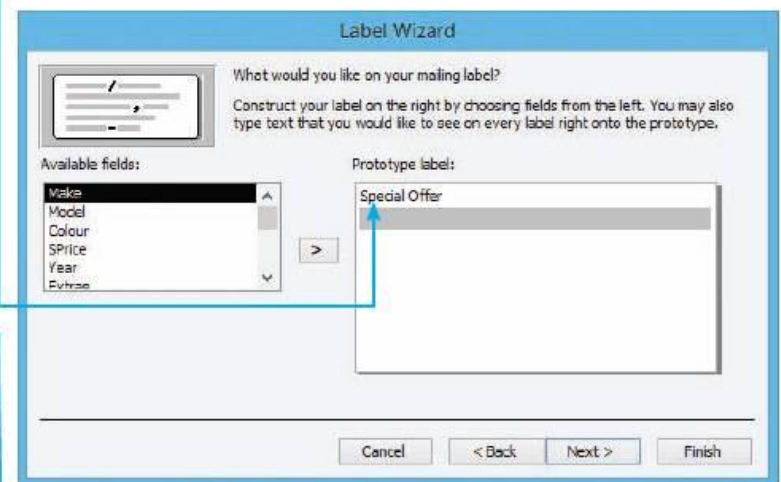 Label Wizard
What would you like on your mailing label?
Construct your label on the right by choosing fields from the left. You may also
type text that you would like to see on every label right onto the prototype.
Available fields:
Prototype label:
Make
Model
Colour
SPrice
Year
Extras
>
Special Offer
Cancel
< Back
Next >
Finish